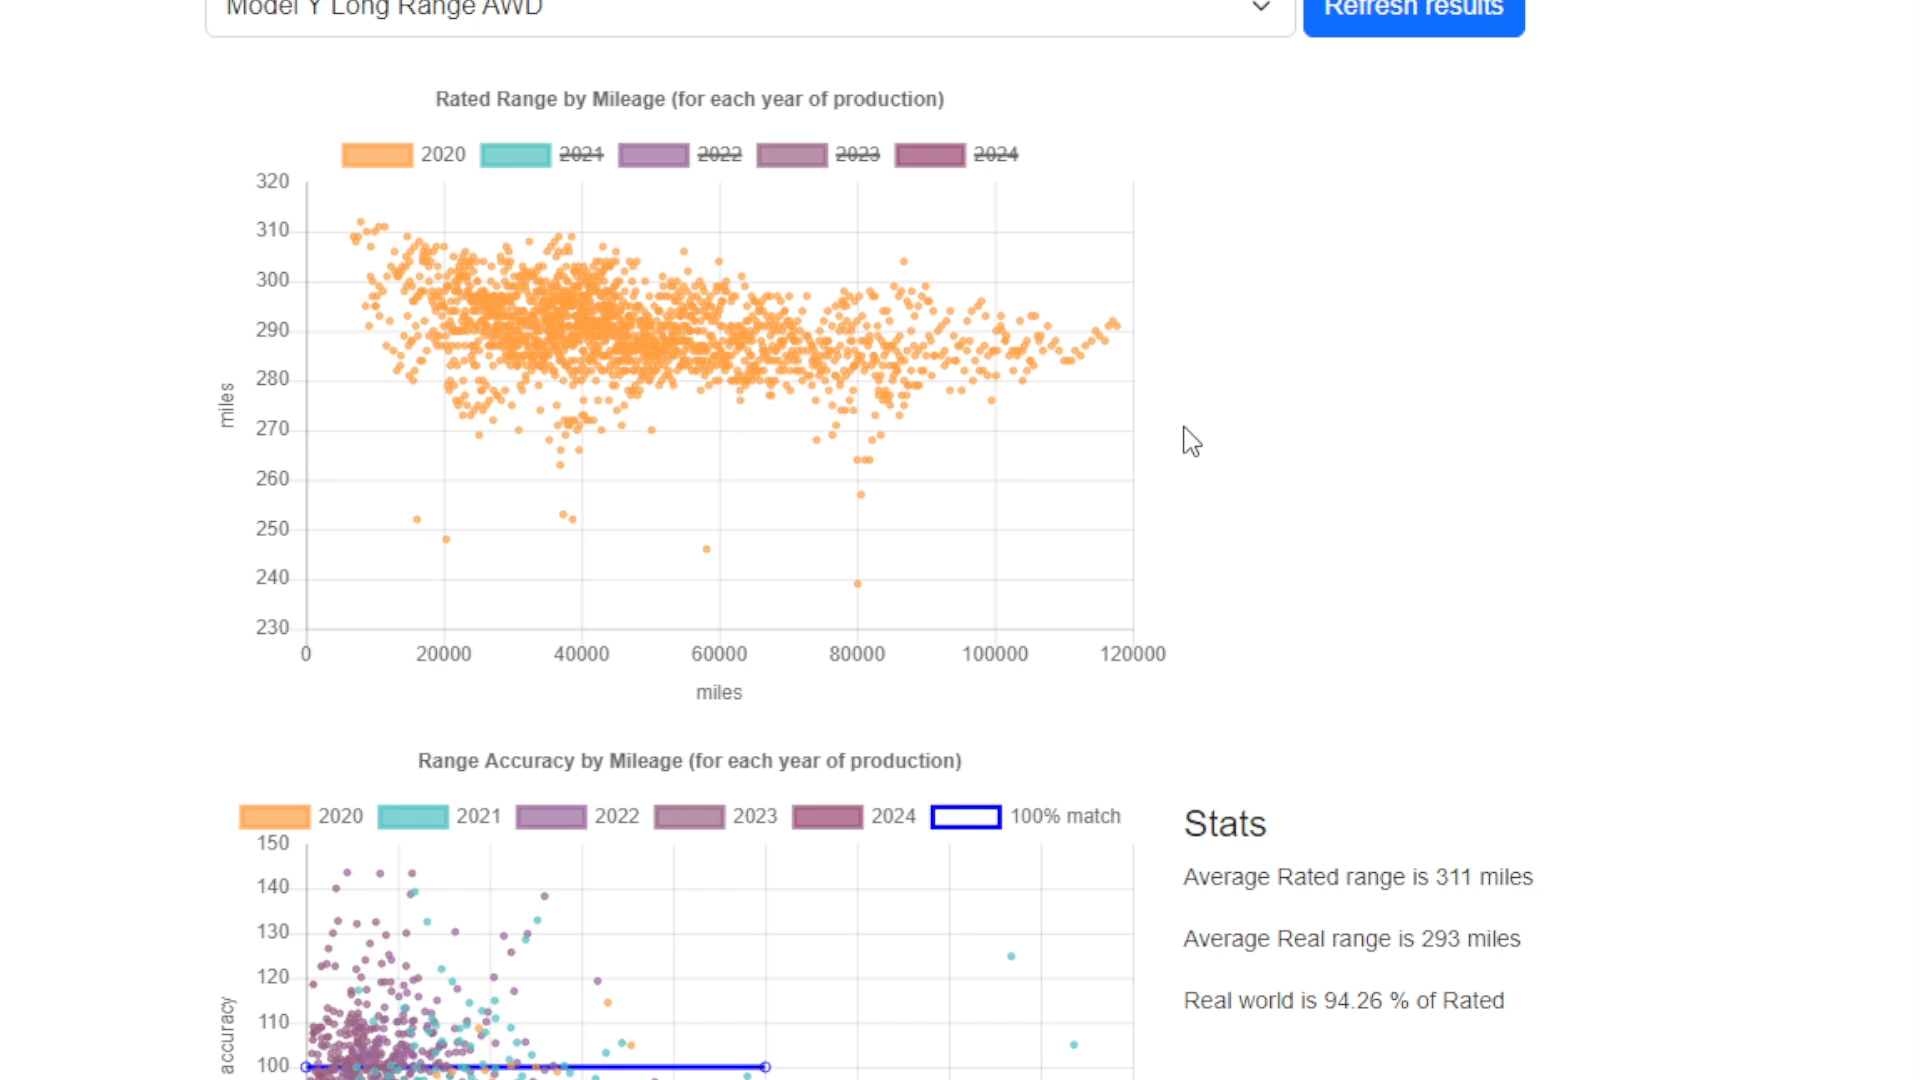 Model Y Long Range AWD
Refresh results
Rated Range by Mileage (for each year of production)
2020 2021 2022 2023 2024
320
310
300
290
280
270
260
250
240
230
miles
0 20000 40000 60000 80000 100000 120000
miles
Range Accuracy by Mileage (for each year of production)
2020 2021 2022 2023 2024 100% match
150
140
130
120
110
100
accuracy
Stats
Average Rated range is 311 miles
Average Real range is 293 miles
Real world is 94.26 % of Rated